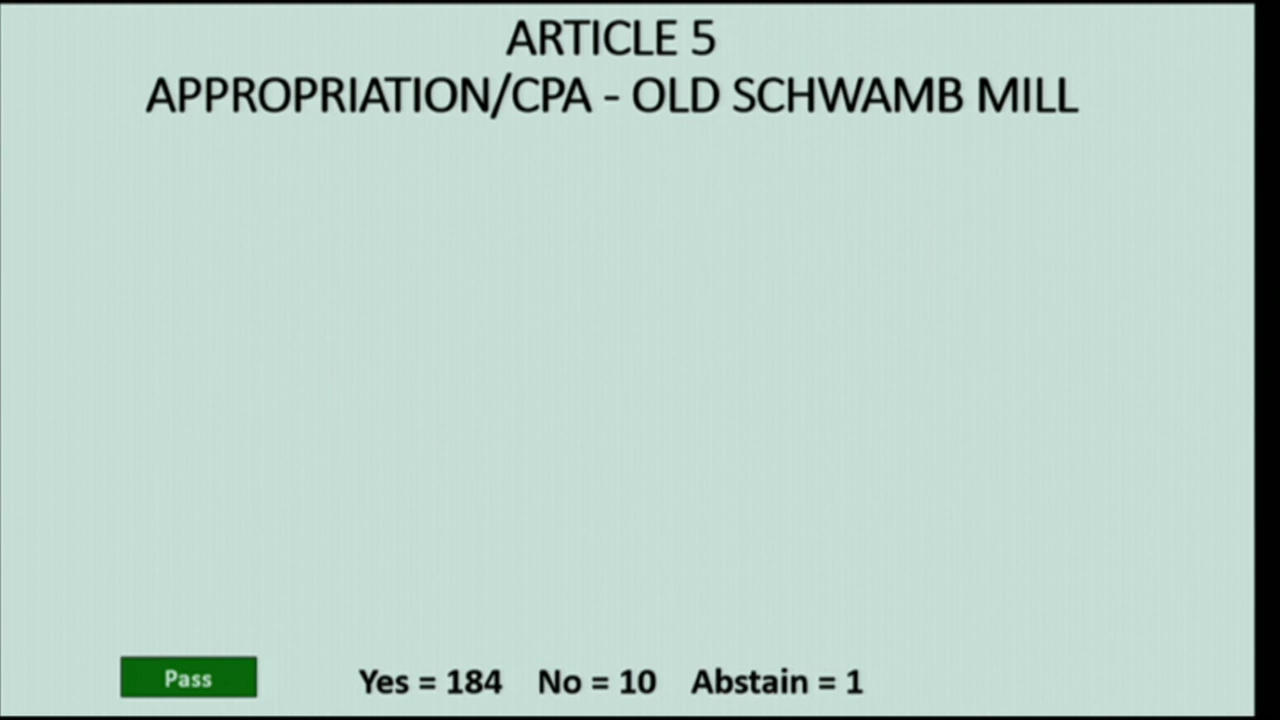 ARTICLE 5
APPROPRIATION/CPA - OLD SCHWAMB MILL
Pass Yes = 184 No = 10 Abstain = 1